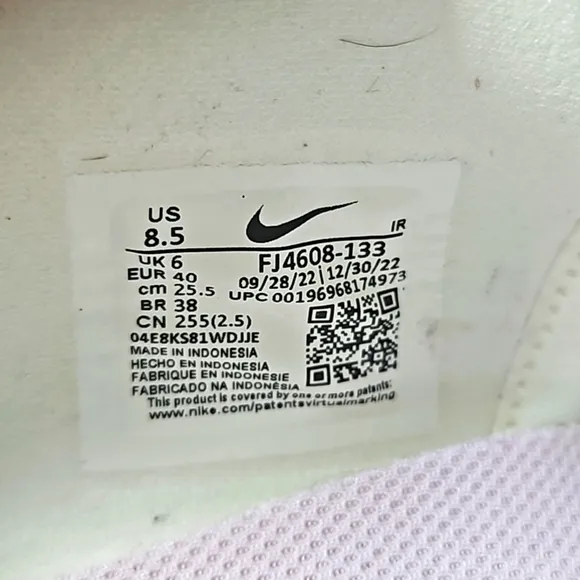 US
8.5
IR
UK 6
EUR 40
cm 25.5
BR 38
CN 255(2.5)
FJ4608-133
09/28/22|12/30/22
UPC 00196968174973
04E8KS81WDJJE
MADE IN INDONESIA
HECHO EN INDONESIA
FABRIQUE EN INDONESIE
FABRICADO NA INDONÉSIA
This product is covered by one or more patents:
www.nike.com/patentsvirtualmarking